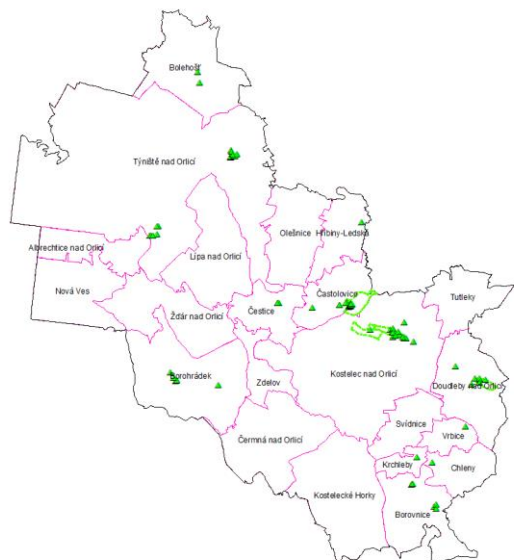 Bolehošť
Týniště nad Orlicí
Olešnice
Hřibiny-Ledská
Albrechtice nad Orlicí
Lípa nad Orlicí
Nová Ves
Častolovice
Tutleky
Čestice
Žďár nad Orlicí
Kostelec nad Orlicí
Borohrádek
Zdelov
Doudleby nad Orlicí
Svídnice
Vrbice
Čermná nad Orlicí
Krchleby
Chleny
Kostelecké Horky
Borovnice